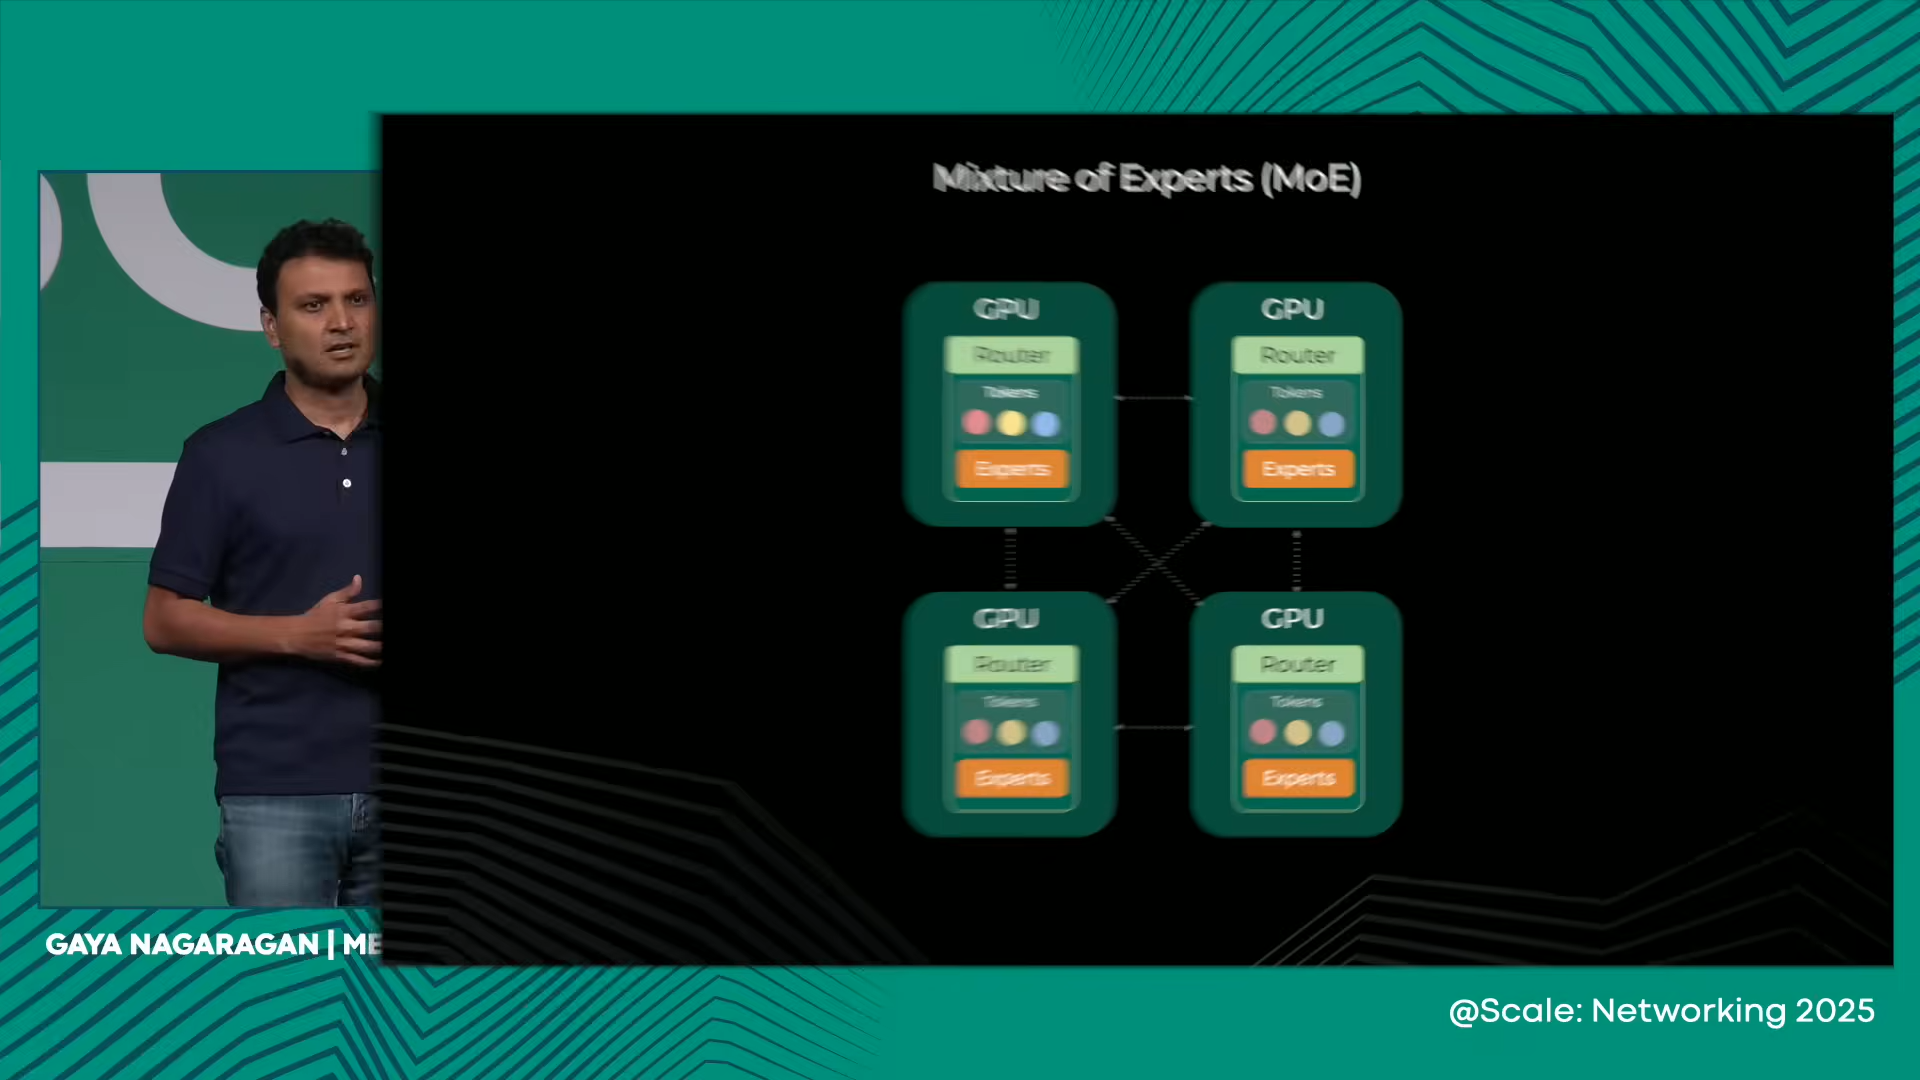 Mixture of Experts (MoE)
GPU
Router
Tokens
Experts
GPU
Router
Tokens
Experts
GPU
Router
Tokens
Experts
GPU
Router
Tokens
Experts
GAYA NAGARAGAN | ME
@Scale: Networking 2025